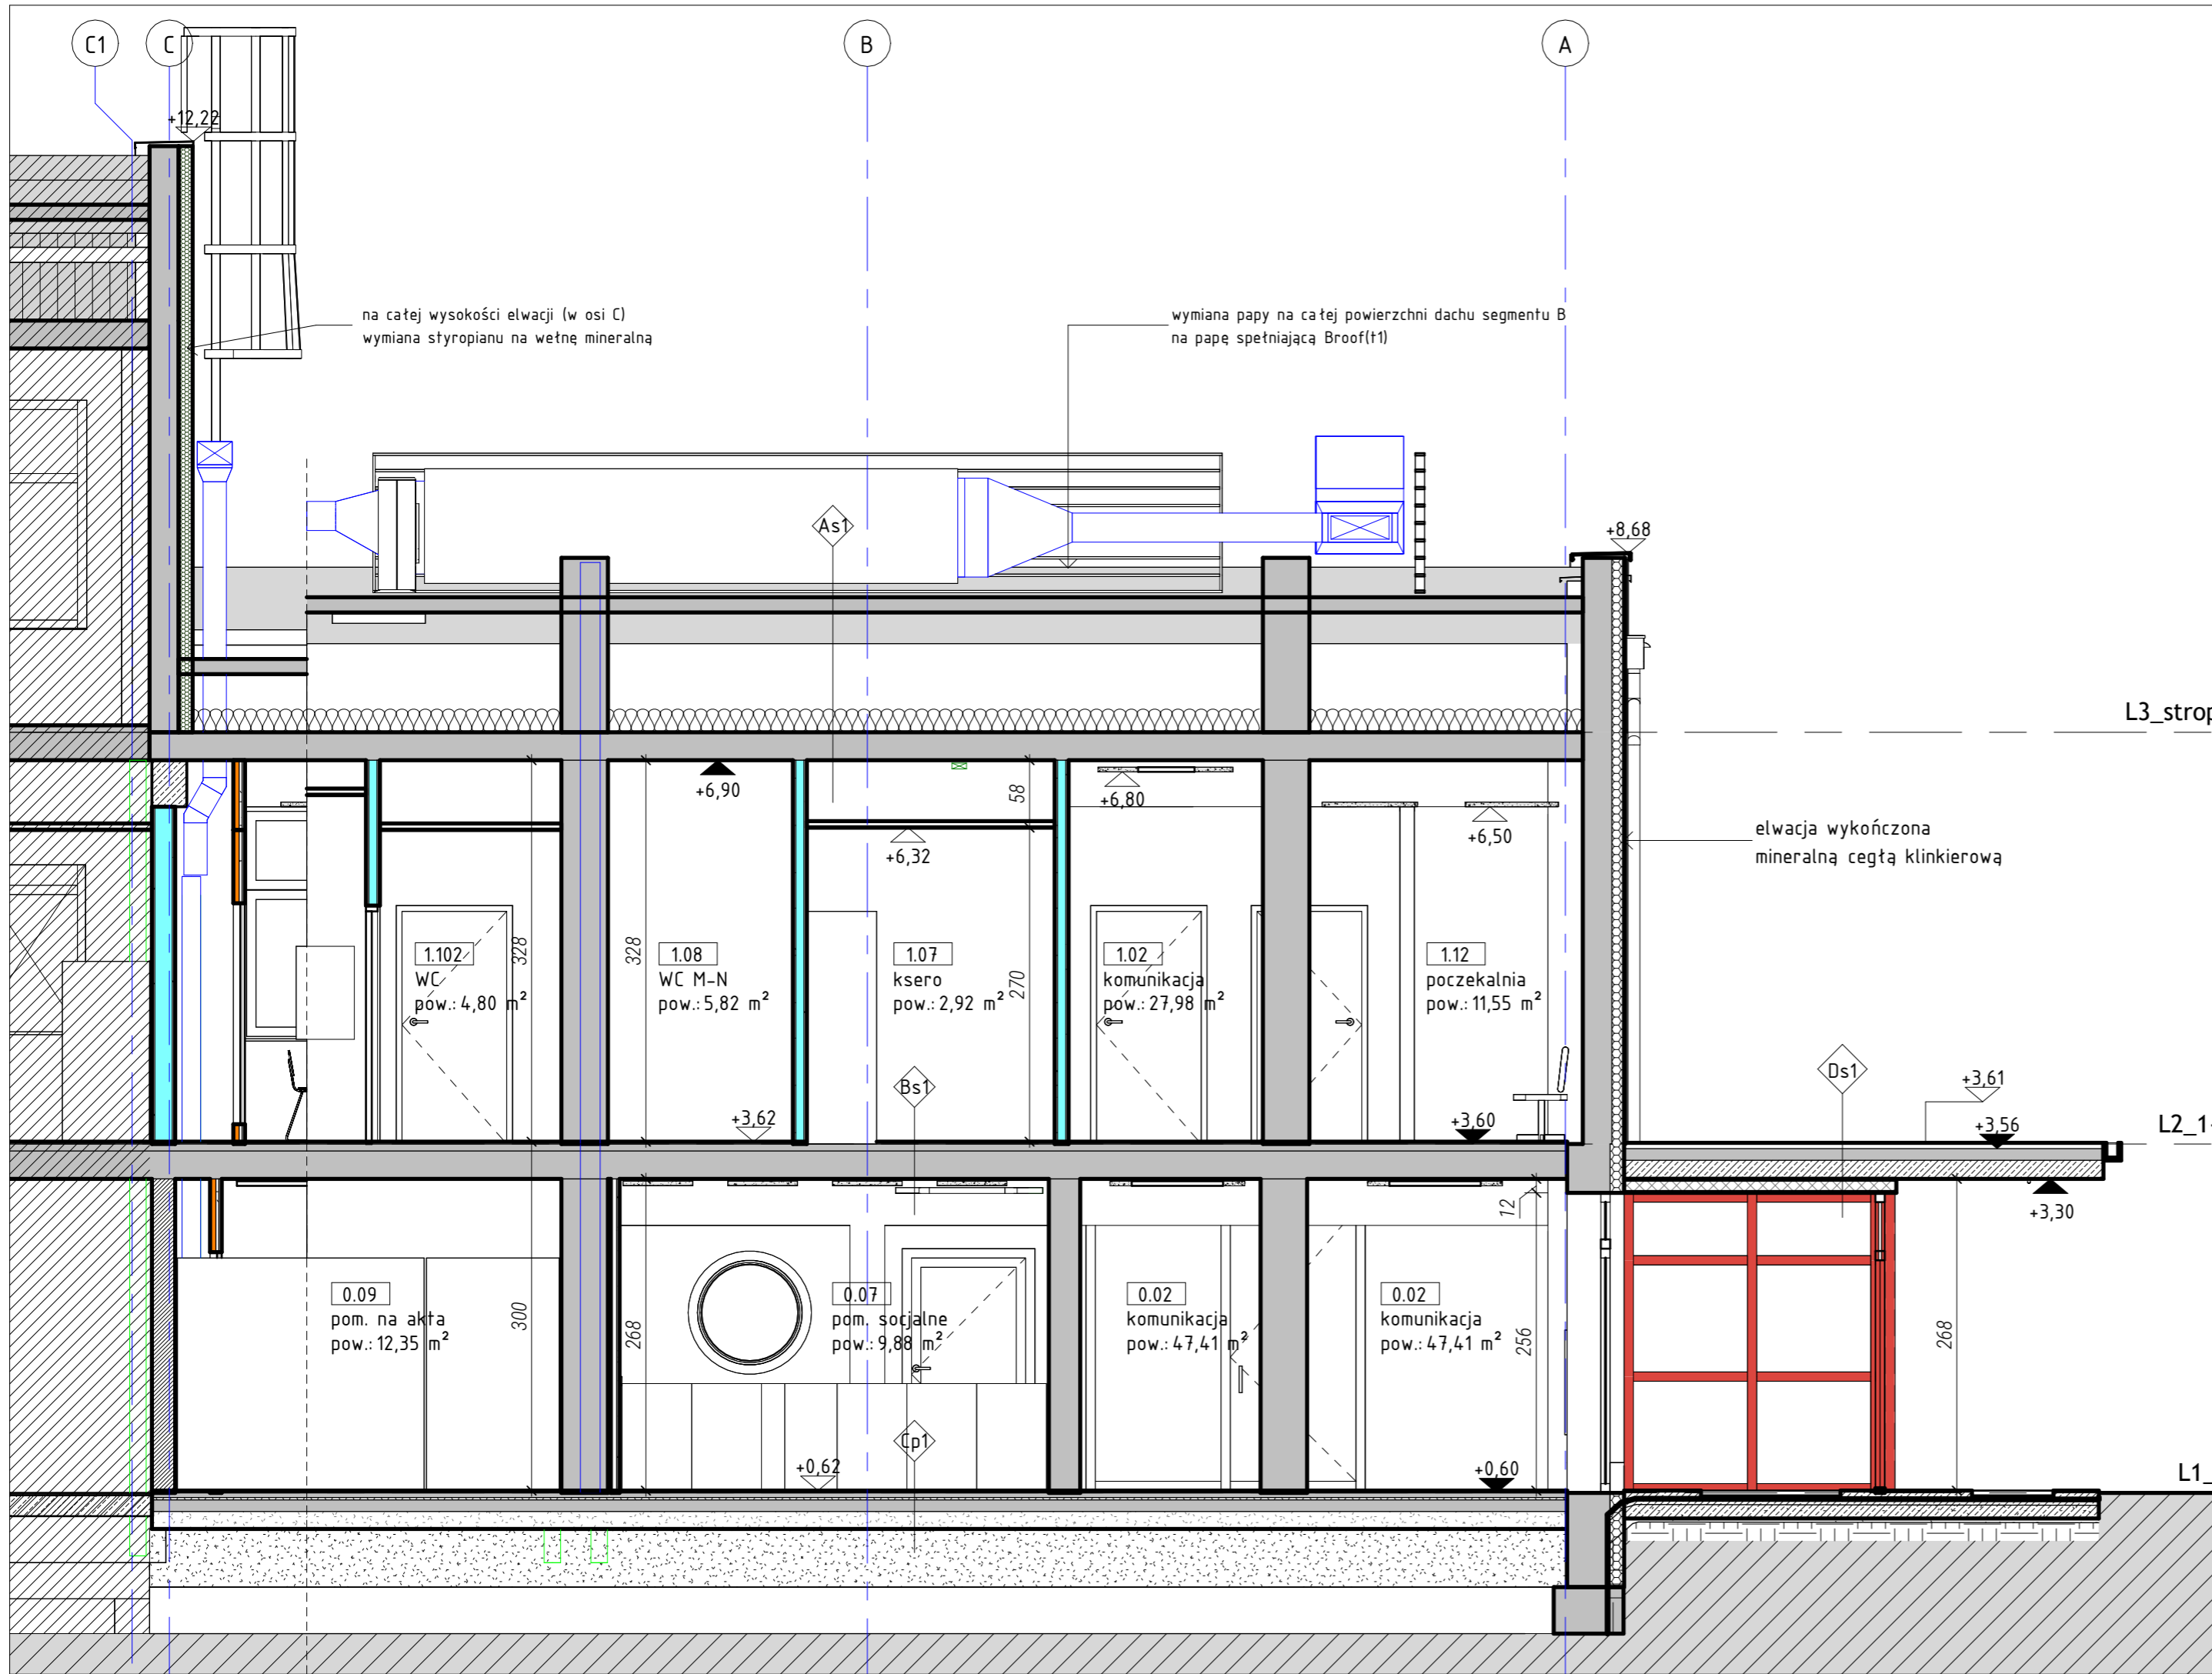 C1
C
B
A
+12,22
na całej wysokości elwacji (w osi C)
wymiana styropianu na wełnę mineralną
wymiana papy na całej powierzchni dachu segmentu B
na papę spełniającą Broof(t1)
As1
+8,68
L3_strop
+6,90
58
+6,80
+6,32
+6,50
elwacja wykończona
mineralną cegłą klinkierową
1.102
WC
pow.: 4,80 m²
328
328
1.08
WC M-N
pow.: 5,82 m²
1.07
ksero
pow.: 2,92 m²
270
1.02
komunikacja
pow.: 27,98 m²
1.12
poczekalnia
pow.: 11,55 m²
Bs1
Ds1
+3,62
+3,60
+3,61
+3,56
L2_1
12
+3,30
0.09
pom. na akta
pow.: 12,35 m²
300
268
0.07
pom. socjalne
pow.: 9,88 m²
0.02
komunikacja
pow.: 47,41 m²
0.02
komunikacja
pow.: 47,41 m²
256
268
Cp1
+0,62
+0,60
L1_